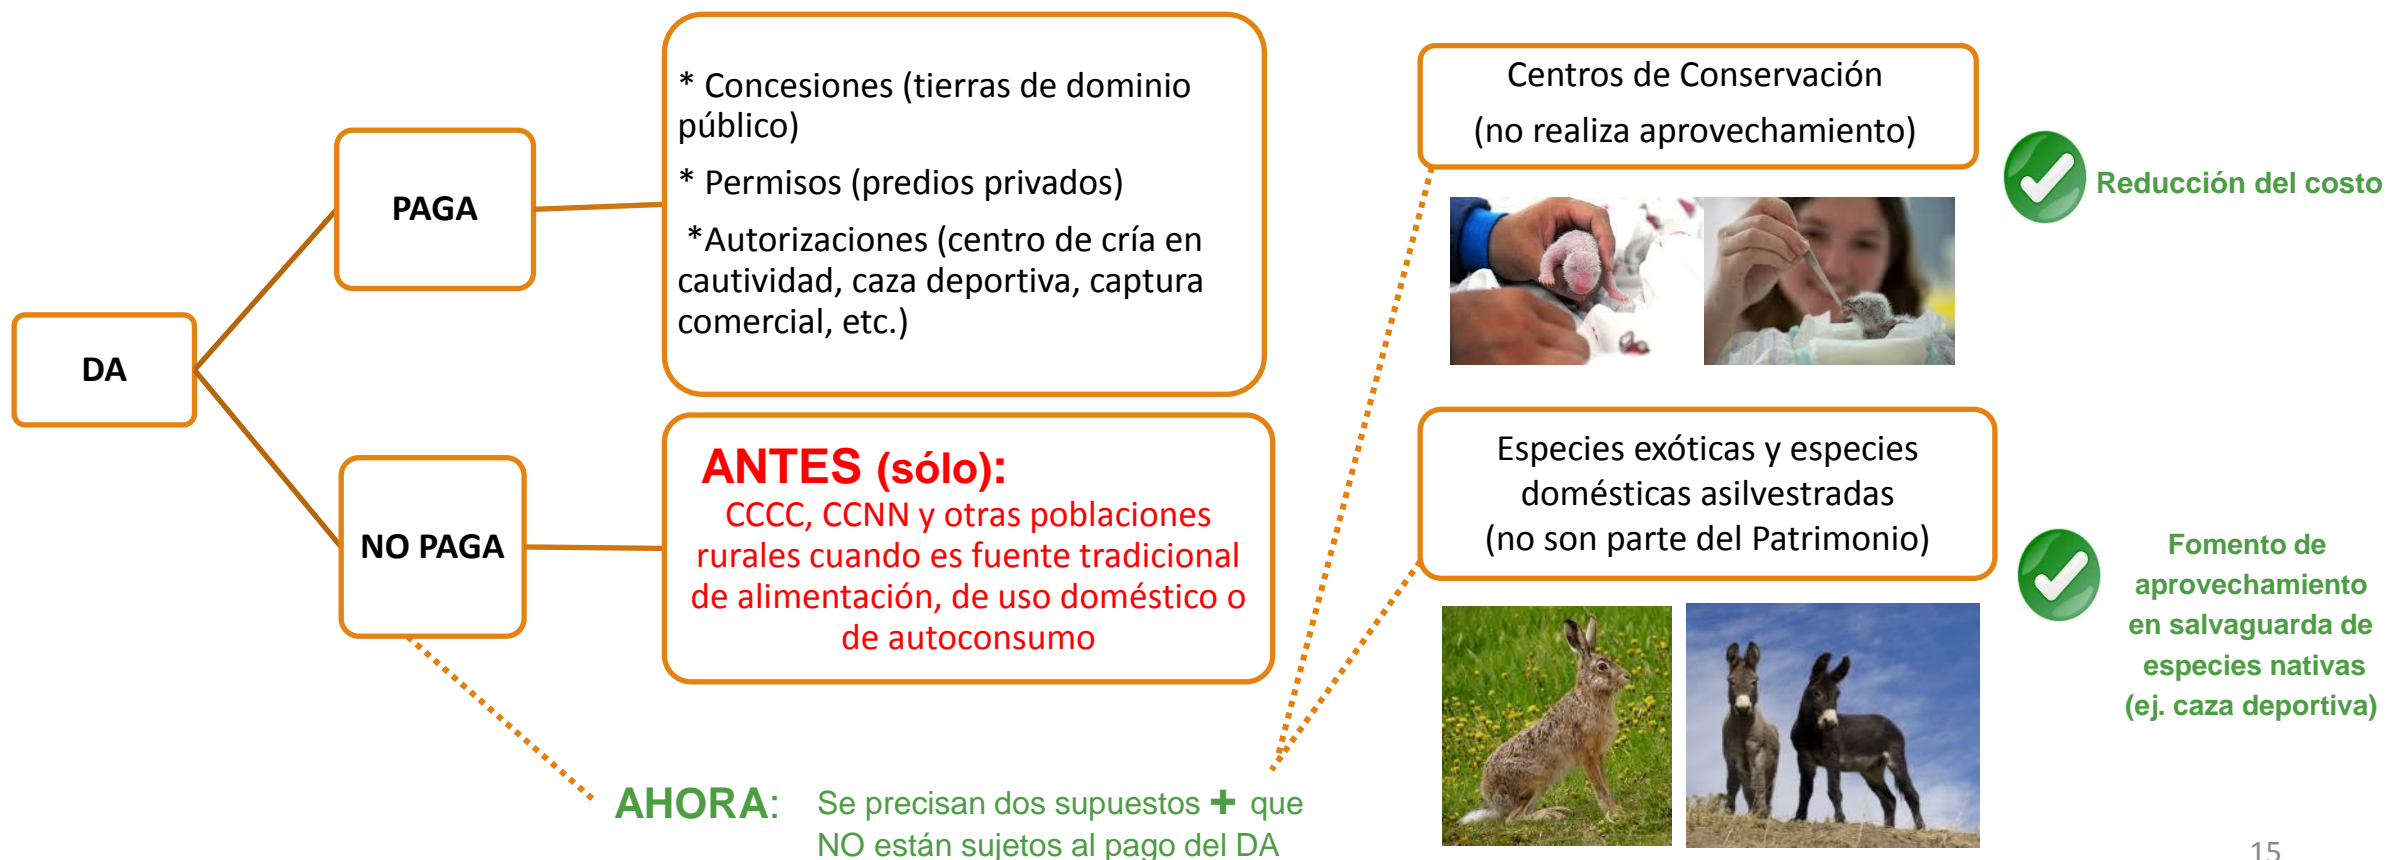 DA
PAGA
* Concesiones (tierras de dominio
público)
* Permisos (predios privados)
*Autorizaciones (centro de cría en
cautividad, caza deportiva, captura
comercial, etc.)
NO PAGA
ANTES (sólo):
CCCC, CCNN y otras poblaciones
rurales cuando es fuente tradicional
de alimentación, de uso doméstico o
de autoconsumo
AHORA: Se precisan dos supuestos + que
NO están sujetos al pago del DA
Centros de Conservación
(no realiza aprovechamiento)
Reducción del costo
Especies exóticas y especies
domésticas asilvestradas
(no son parte del Patrimonio)
Fomento de
aprovechamiento
en salvaguarda de
especies nativas
(ej. caza deportiva)
15